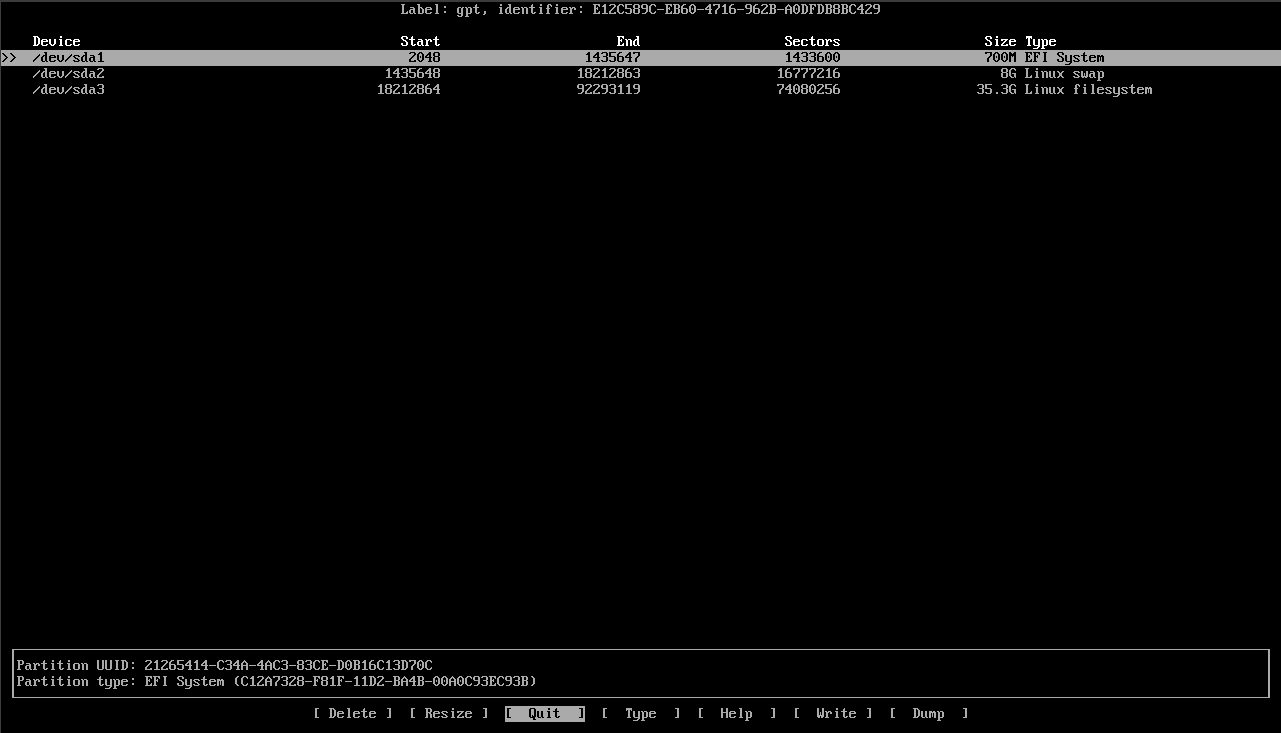 Label: gpt, identifier: E12C589C-EB60-4716-962B-A0DFDB8BC429
Device Start End Sectors Size Type
>> /dev/sda1 2048 1435647 1433600 700M EFI System
/dev/sda2 1435648 18212863 16777216 8G Linux swap
/dev/sda3 18212864 92293119 74080256 35.3G Linux filesystem
Partition UUID: 21265414-C34A-4AC3-83CE-D0B16C13D70C
Partition type: EFI System (C12A7328-F81F-11D2-BA4B-00A0C93EC93B)
[ Delete ] [ Resize ] [ Quit ] [ Type ] [ Help ] [ Write ] [ Dump ]